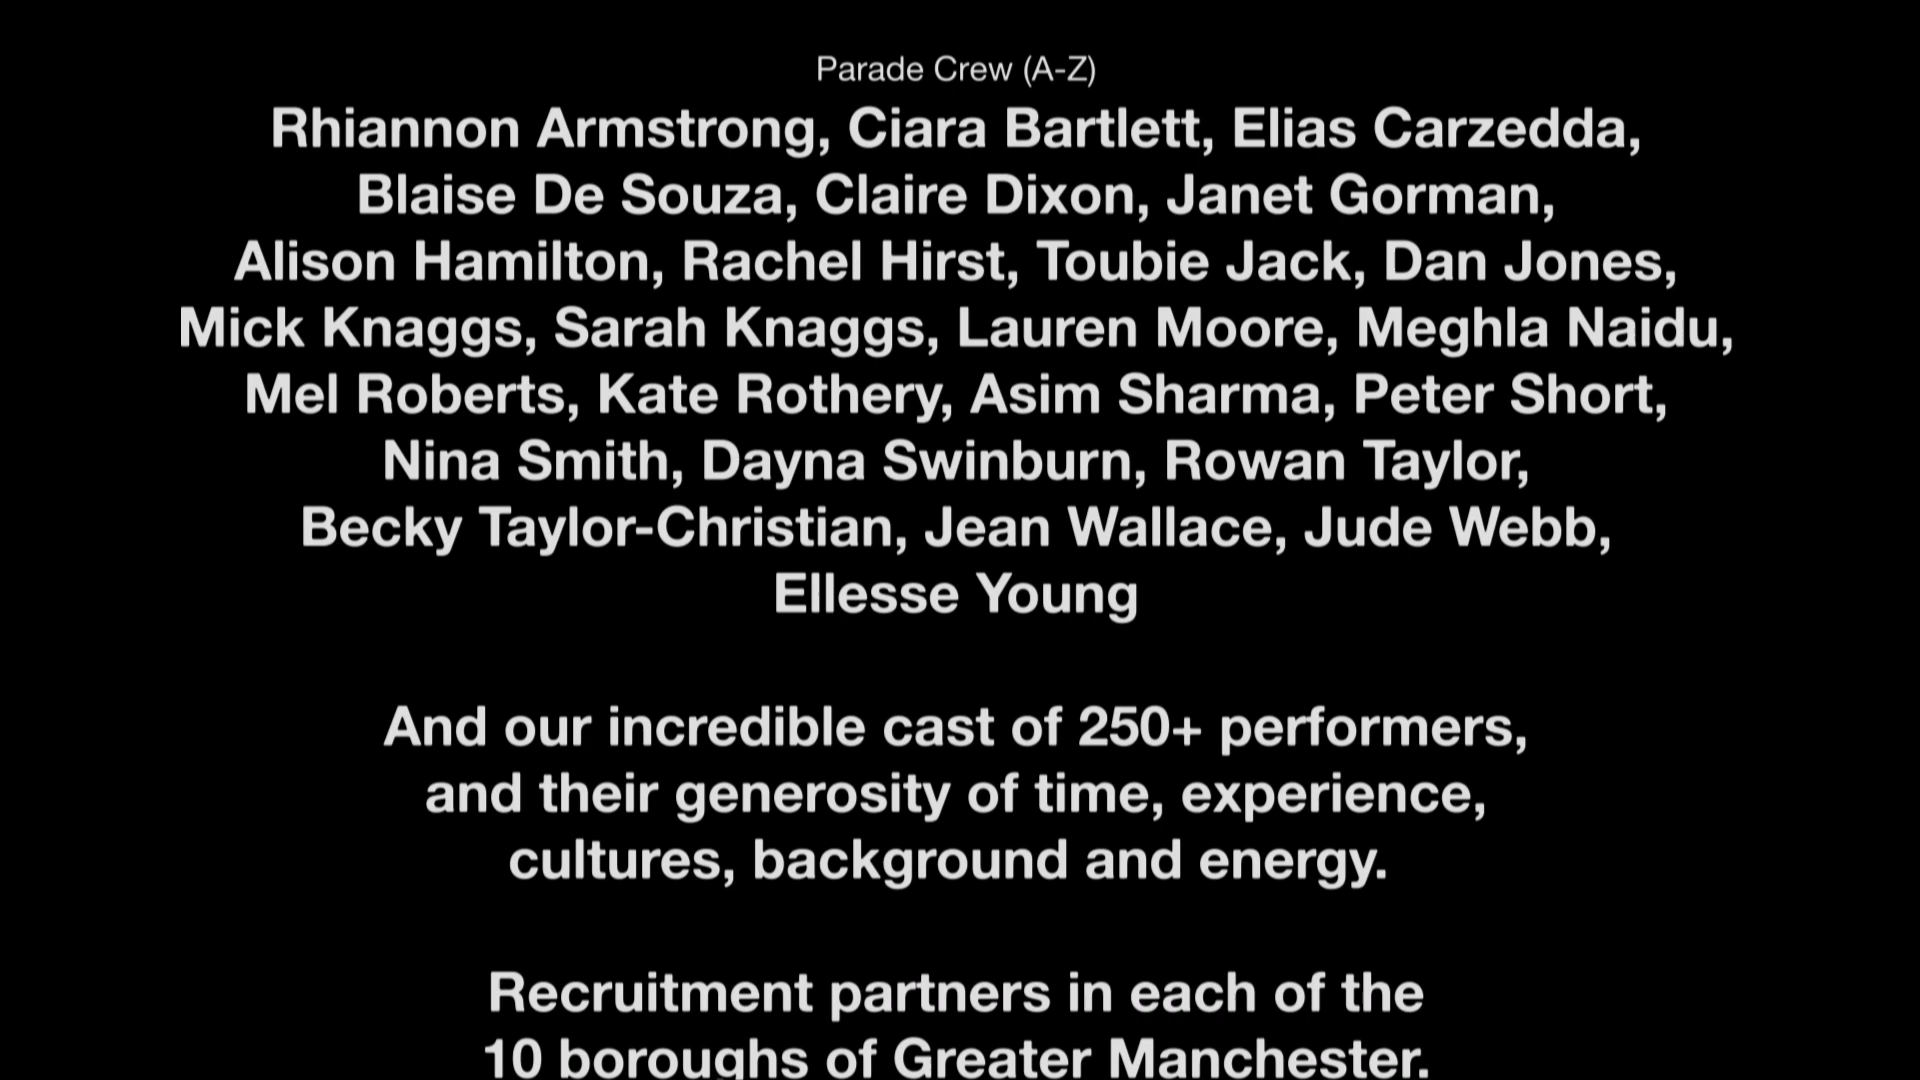 Parade Crew (A-Z)
Rhiannon Armstrong, Ciara Bartlett, Elias Carzedda,
Blaise De Souza, Claire Dixon, Janet Gorman,
Alison Hamilton, Rachel Hirst, Toubie Jack, Dan Jones,
Mick Knaggs, Sarah Knaggs, Lauren Moore, Meghla Naidu,
Mel Roberts, Kate Rothery, Asim Sharma, Peter Short,
Nina Smith, Dayna Swinburn, Rowan Taylor,
Becky Taylor-Christian, Jean Wallace, Jude Webb,
Ellesse Young
And our incredible cast of 250+ performers,
and their generosity of time, experience,
cultures, background and energy.
Recruitment partners in each of the
10 boroughs of Greater Manchester.